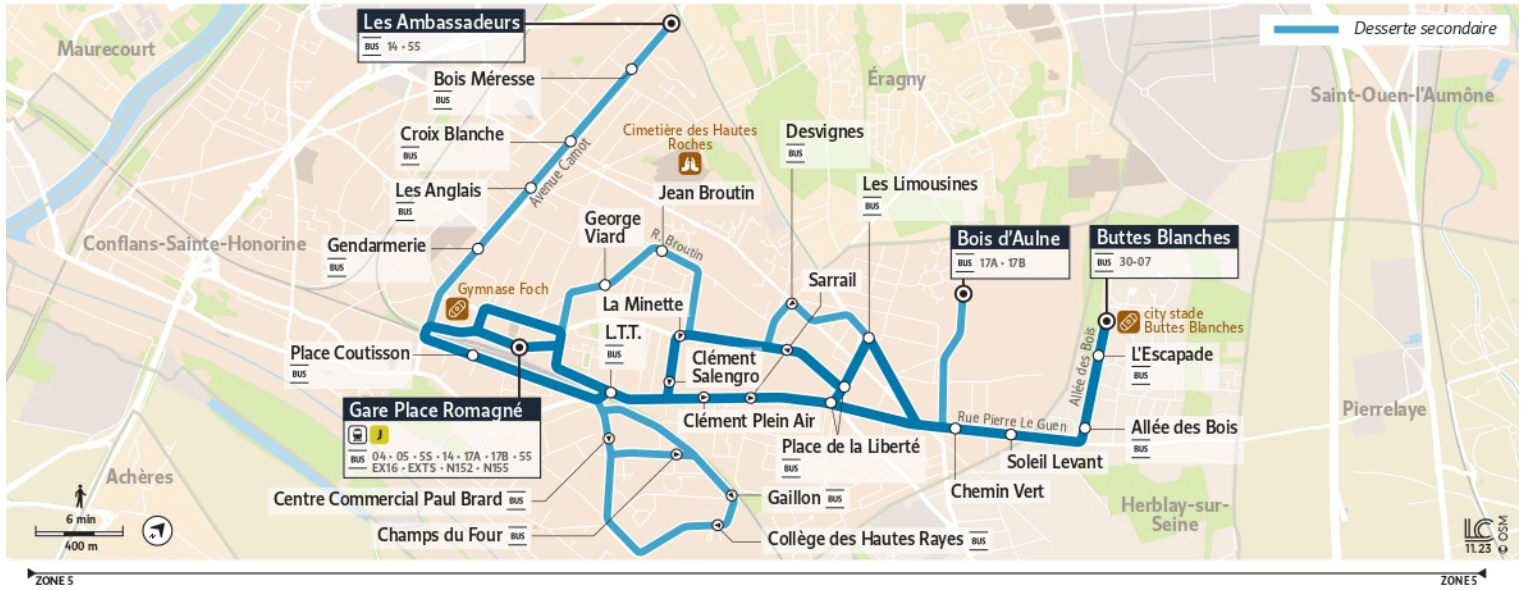 Les Ambassadeurs
BUS 14 · 55
Desserte secondaire
Maurecourt
Bois Méresse
BUS
Éragny
Saint-Ouen-l'Aumône
Croix Blanche
BUS
Cimetière des Hautes
Roches
Desvignes
BUS
Avenue Carnot
Les Anglais
BUS
Jean Broutin
Les Limousines
BUS
George
Viard
R. Broutin
Conflans-Sainte-Honorine
Gendarmerie
BUS
Bois d'Aulne
BUS 17A · 17B
Buttes Blanches
BUS 30-07
Gymnase Foch
Sarrail
La Minette
city stade
Buttes Blanches
L.T.T.
BUS
Place Coutisson
BUS
Clément
Salengro
Allée des Bois
L'Escapade
BUS
Gare Place Romagné
J
BUS 04 · 05 · 5S · 14 · 17A · 17B · 55
EX16 · EXTS · N152 · N155
Clément Plein Air
Rue Pierre Le Guen
Pierrelaye
Place de la Liberté
BUS
Allée des Bois
BUS
Soleil Levant
Achères
Centre Commercial Paul Brard BUS
Gaillon BUS
Chemin Vert
Herblay-sur-
Seine
Champs du Four BUS
Collège des Hautes Rayes BUS
6 min
400 m
LC
11.23
© OSM
ZONE 5
ZONE 5